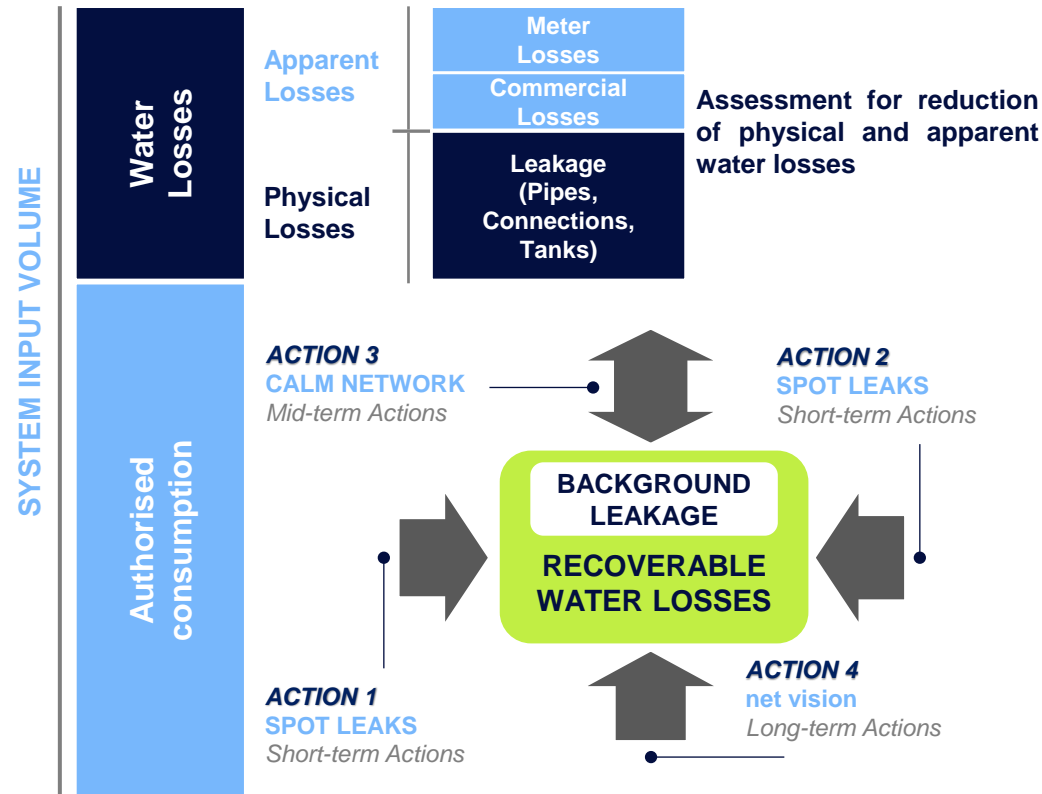 SYSTEM INPUT VOLUME
Water
Losses
Apparent
Losses
Meter
Losses
Commercial
Losses
Physical
Losses
Leakage
(Pipes,
Connections,
Tanks)
Assessment for reduction
of physical and apparent
water losses
Authorised
consumption
ACTION 3
CALM NETWORK
Mid-term Actions
ACTION 2
SPOT LEAKS
Short-term Actions
BACKGROUND
LEAKAGE
RECOVERABLE
WATER LOSSES
ACTION 1
SPOT LEAKS
Short-term Actions
ACTION 4
net vision
Long-term Actions